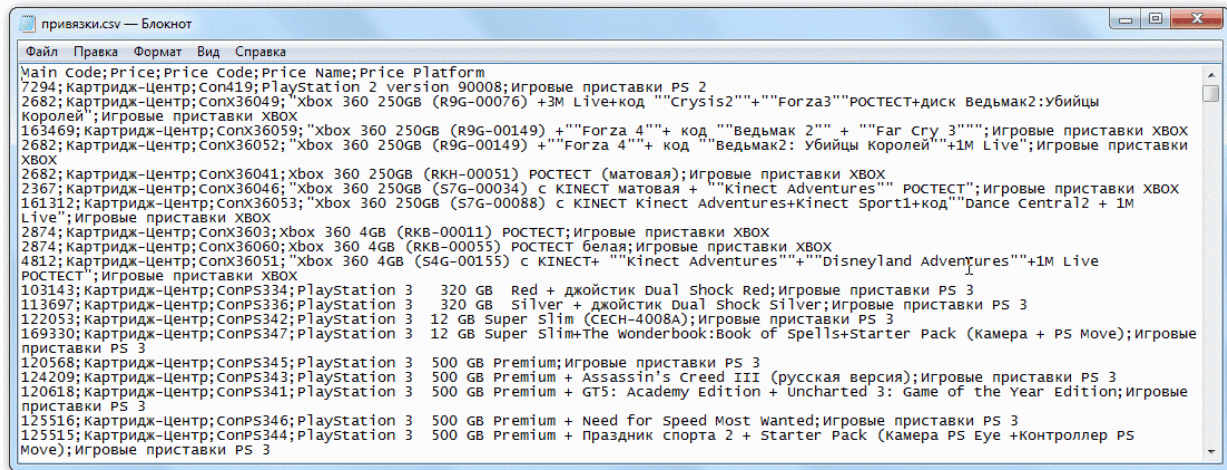 привязки.csv — Блокнот
Файл Правка Формат Вид Справка
Main Code;Price;Price Code;Price Name;Price Platform
7294;Картридж-Центр;Con419;PlayStation 2 version 90008;Игровые приставки PS 2
2682;Картридж-Центр;ConX36049;"Xbox 360 250GB (R9G-00076) +3M Live+код ""Crysis2""+""Forza3""РОСТЕСТ+диск Ведьмак2:Убийцы
Королей";Игровые приставки XBOX
163469;Картридж-Центр;ConX36059;"Xbox 360 250GB (R9G-00149) +""Forza 4""+ код ""Ведьмак 2"" + ""Far Cry 3""";Игровые приставки XBOX
2682;Картридж-Центр;ConX36052;"Xbox 360 250GB (R9G-00149) +""Forza 4""+ код ""Ведьмак2: Убийцы Королей""+1M Live";Игровые приставки
XBOX
2682;Картридж-Центр;ConX36041;Xbox 360 250GB (RKH-00051) РОСТЕСТ (матовая);Игровые приставки XBOX
2367;Картридж-Центр;ConX36046;"Xbox 360 250GB (S7G-00034) с KINECT матовая + ""Kinect Adventures"" РОСТЕСТ";Игровые приставки XBOX
161312;Картридж-Центр;ConX36053;"Xbox 360 250GB (S7G-00088) с KINECT Kinect Adventures+Kinect Sport1+код""Dance Central2 + 1M
Live";Игровые приставки XBOX
2874;Картридж-Центр;ConX3603;Xbox 360 4GB (RKB-00011) РОСТЕСТ;Игровые приставки XBOX
2874;Картридж-Центр;ConX36060;Xbox 360 4GB (RKB-00055) РОСТЕСТ белая;Игровые приставки XBOX
4812;Картридж-Центр;ConX36051;"Xbox 360 4GB (S4G-00155) с KINECT+ ""Kinect Adventures""+""Disneyland Adventures""+1M Live
РОСТЕСТ";Игровые приставки XBOX
103143;Картридж-Центр;ConPS334;PlayStation 3   320 GB  Red + джойстик Dual Shock Red;Игровые приставки PS 3
113697;Картридж-Центр;ConPS336;PlayStation 3   320 GB  Silver + джойстик Dual Shock Silver;Игровые приставки PS 3
122053;Картридж-Центр;ConPS342;PlayStation 3  12 GB Super Slim (CECH-4008A);Игровые приставки PS 3
169330;Картридж-Центр;ConPS347;PlayStation 3  12 GB Super Slim+The Wonderbook:Book of Spells+Starter Pack (Камера + PS Move);Игровые
приставки PS 3
120568;Картридж-Центр;ConPS345;PlayStation 3  500 GB Premium;Игровые приставки PS 3
124209;Картридж-Центр;ConPS343;PlayStation 3  500 GB Premium + Assassin's Creed III (русская версия);Игровые приставки PS 3
120618;Картридж-Центр;ConPS341;PlayStation 3  500 GB Premium + GT5: Academy Edition + Uncharted 3: Game of the Year Edition;Игровые
приставки PS 3
125516;Картридж-Центр;ConPS346;PlayStation 3  500 GB Premium + Need for Speed Most Wanted;Игровые приставки PS 3
125515;Картридж-Центр;ConPS344;PlayStation 3  500 GB Premium + Праздник спорта 2 + Starter Pack (Камера PS Eye +Контроллер PS
Move);Игровые приставки PS 3